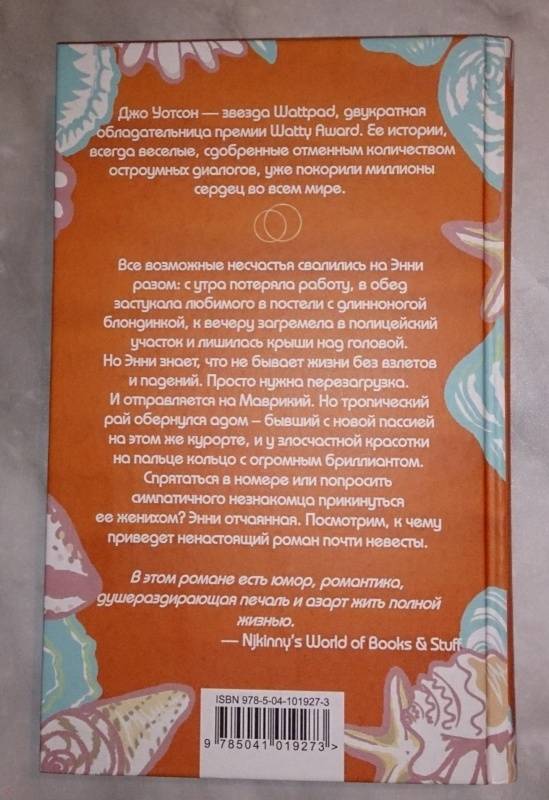 Джо Уотсон — звезда Wattpad, двукратная
обладательница премии Watty Award. Ее истории,
всегда веселые, сдобренные отменным количеством
остроумных диалогов, уже покорили миллионы
сердец во всем мире.
Все возможные несчастья свалились на Энни
разом: с утра потеряла работу, в обед
застукала любимого в постели с длинноногой
блондинкой, к вечеру загремела в полицейский
участок и лишилась крыши над головой.
Но Энни знает, что не бывает жизни без взлетов
и падений. Просто нужна перезагрузка.
И отправляется на Маврикий. Но тропический
рай обернулся адом – бывший с новой пассией
на этом же курорте, и у злосчастной красотки
на пальце кольцо с огромным бриллиантом.
Спрятаться в номере или попросить
симпатичного незнакомца прикинуться
ее женихом? Энни отчаянная. Посмотрим, к чему
приведет ненастоящий роман почти невесты.
В этом романе есть юмор, романтика,
душераздирающая печаль и азарт жить полной
жизнью.
— Njkinny's World of Books & Stuff
ISBN 978-5-04-101927-3
9 785041 019273 >